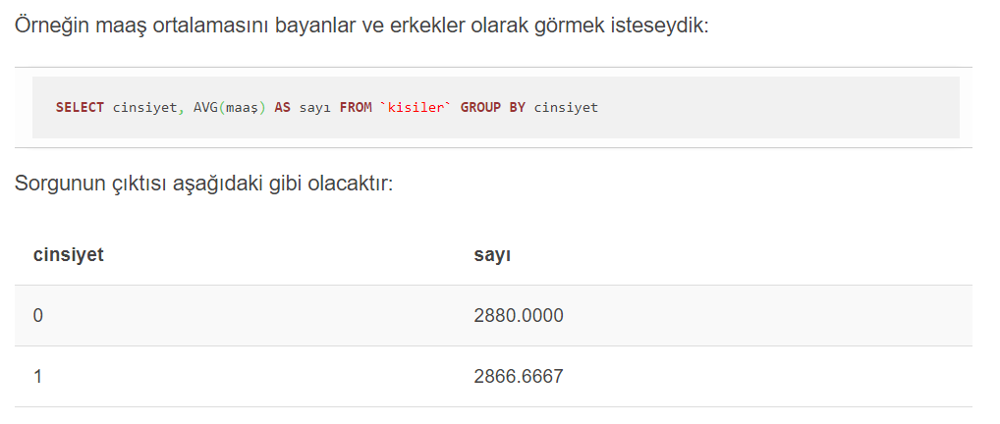 Örneğin maaş ortalamasını bayanlar ve erkekler olarak görmek isteseydik:
SELECT cinsiyet, AVG(maaş) AS sayı FROM `kisiler` GROUP BY cinsiyet
Sorgunun çıktısı aşağıdaki gibi olacaktır:
cinsiyet sayı
0 2880.0000
1 2866.6667